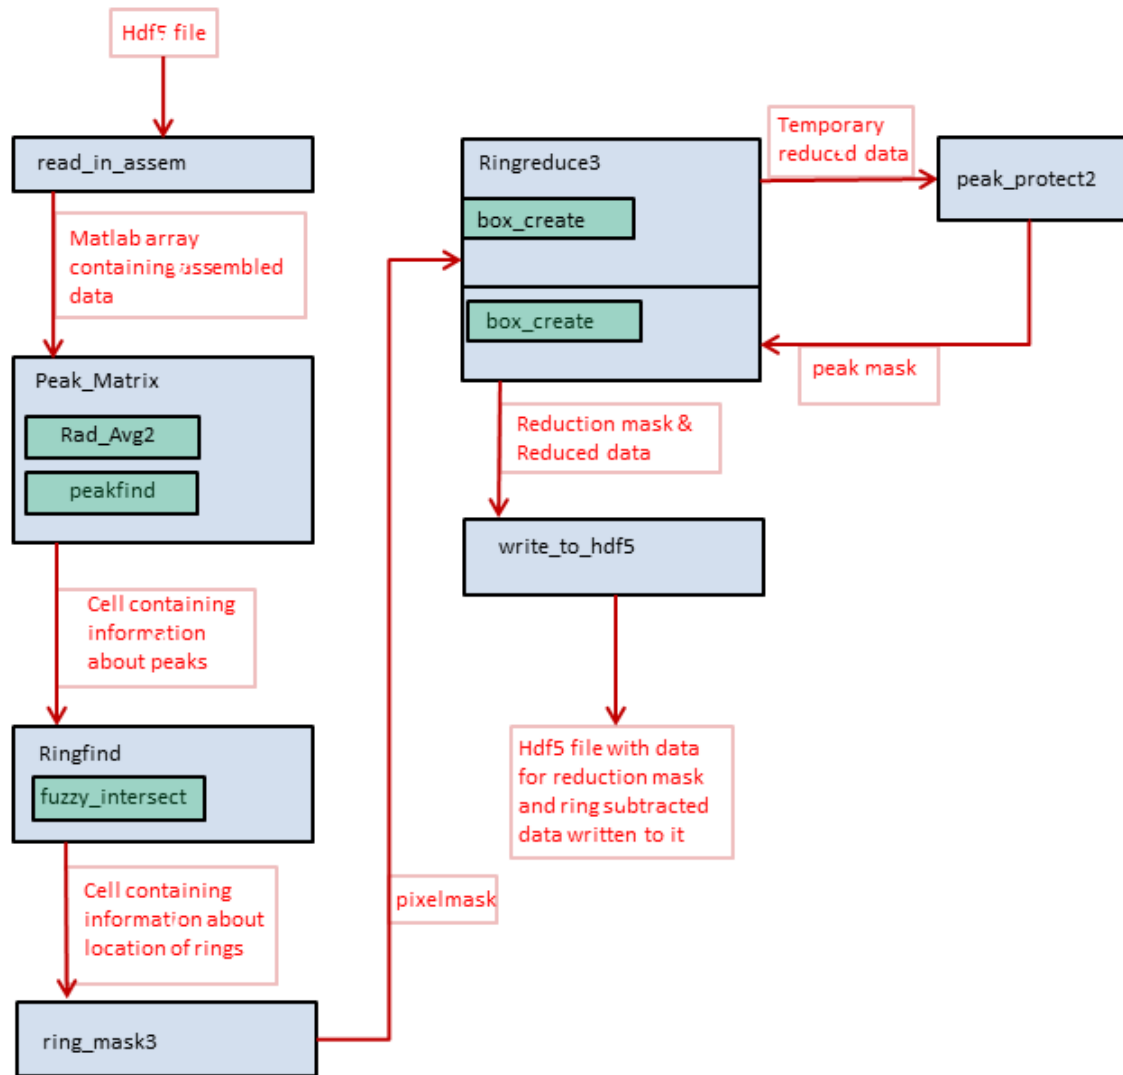 Hdf5 file
read_in_assem
Matlab array
containing assembled
data
Peak_Matrix
Rad_Avg2
peakfind
Cell containing
information
about peaks
Ringfind
fuzzy_intersect
Cell containing
information about
location of rings
ring_mask3
pixelmask
Ringreduce3
box_create
box_create
Temporary
reduced data
peak_protect2
peak mask
Reduction mask &
Reduced data
write_to_hdf5
Hdf5 file with data
for reduction mask
and ring subtracted
data written to it